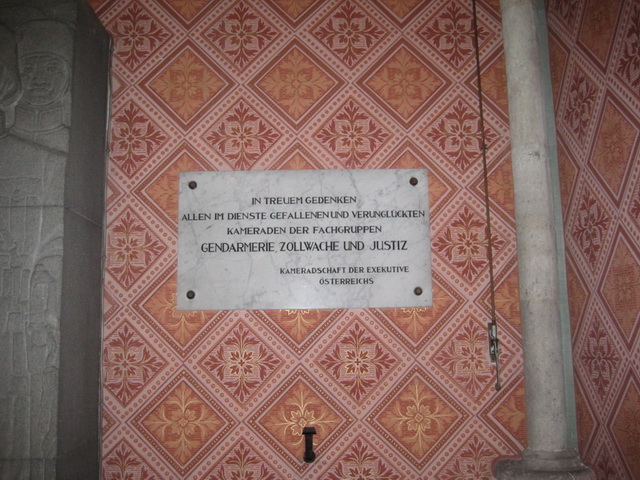 IN TREUEM GEDENKEN
ALLEN IM DIENSTE GEFALLENEN UND VERUNGLÜCKTEN
KAMERADEN DER FACHGRUPPEN
GENDARMERIE, ZOLLWACHE UND JUSTIZ
KAMERADSCHAFT DER EXEKUTIVE
ÖSTERREICHS